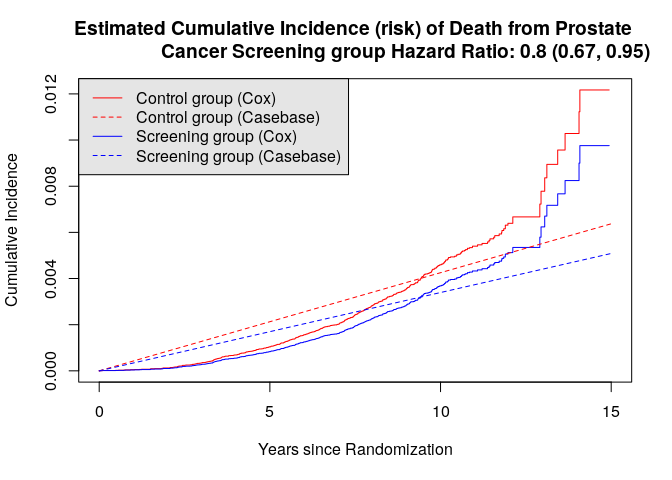 Estimated Cumulative Incidence (risk) of Death from Prostate
Cancer Screening group Hazard Ratio: 0.8 (0.67, 0.95)
Control group (Cox)
Control group (Casebase)
Screening group (Cox)
Screening group (Casebase)
Cumulative Incidence
0.012
0.008
0.004
0.000
0
5
10
15
Years since Randomization